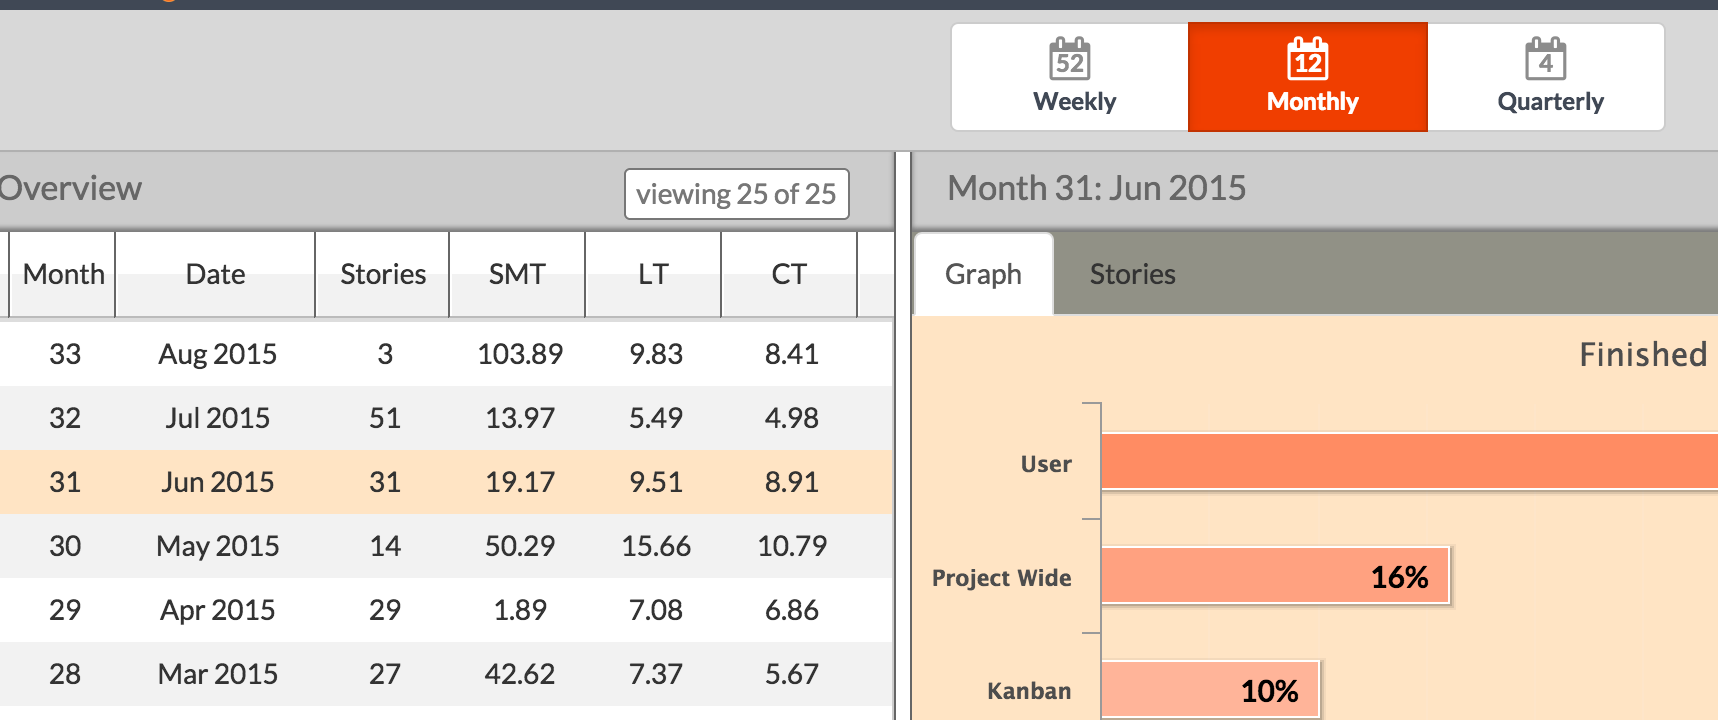 52
Weekly
12
Monthly
4
Quarterly
Overview
viewing 25 of 25
Month 31: Jun 2015
Month Date Stories SMT LT CT
33 Aug 2015 3 103.89 9.83 8.41
32 Jul 2015 51 13.97 5.49 4.98
31 Jun 2015 31 19.17 9.51 8.91
30 May 2015 14 50.29 15.66 10.79
29 Apr 2015 29 1.89 7.08 6.86
28 Mar 2015 27 42.62 7.37 5.67
Graph
Stories
Finished
User
Project Wide 16%
Kanban 10%